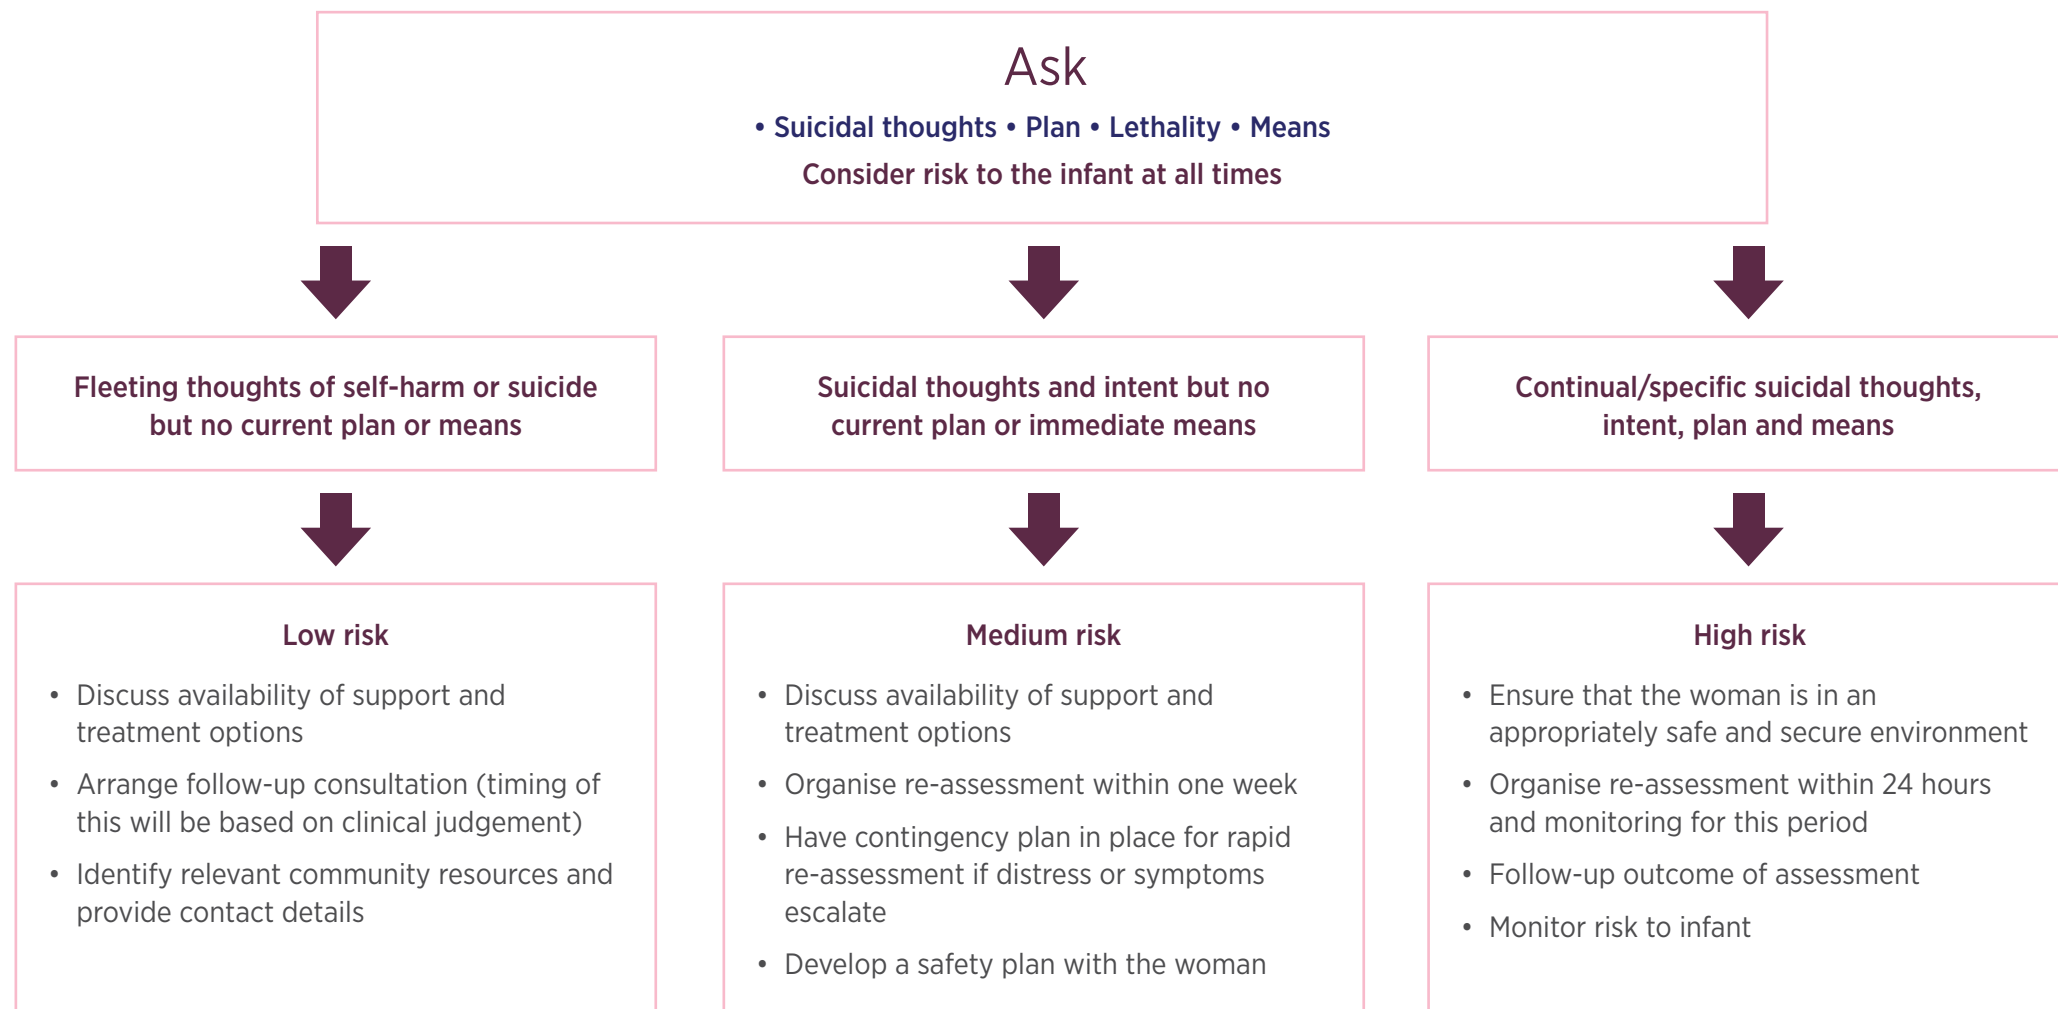 Ask
• Suicidal thoughts • Plan • Lethality • Means
Consider risk to the infant at all times
Fleeting thoughts of self-harm or suicide
but no current plan or means
Suicidal thoughts and intent but no
current plan or immediate means
Continual/specific suicidal thoughts,
intent, plan and means
Low risk
• Discuss availability of support and
treatment options
• Arrange follow-up consultation (timing of
this will be based on clinical judgement)
• Identify relevant community resources and
provide contact details
Medium risk
• Discuss availability of support and
treatment options
• Organise re-assessment within one week
• Have contingency plan in place for rapid
re-assessment if distress or symptoms
escalate
• Develop a safety plan with the woman
High risk
• Ensure that the woman is in an
appropriately safe and secure environment
• Organise re-assessment within 24 hours
and monitoring for this period
• Follow-up outcome of assessment
• Monitor risk to infant